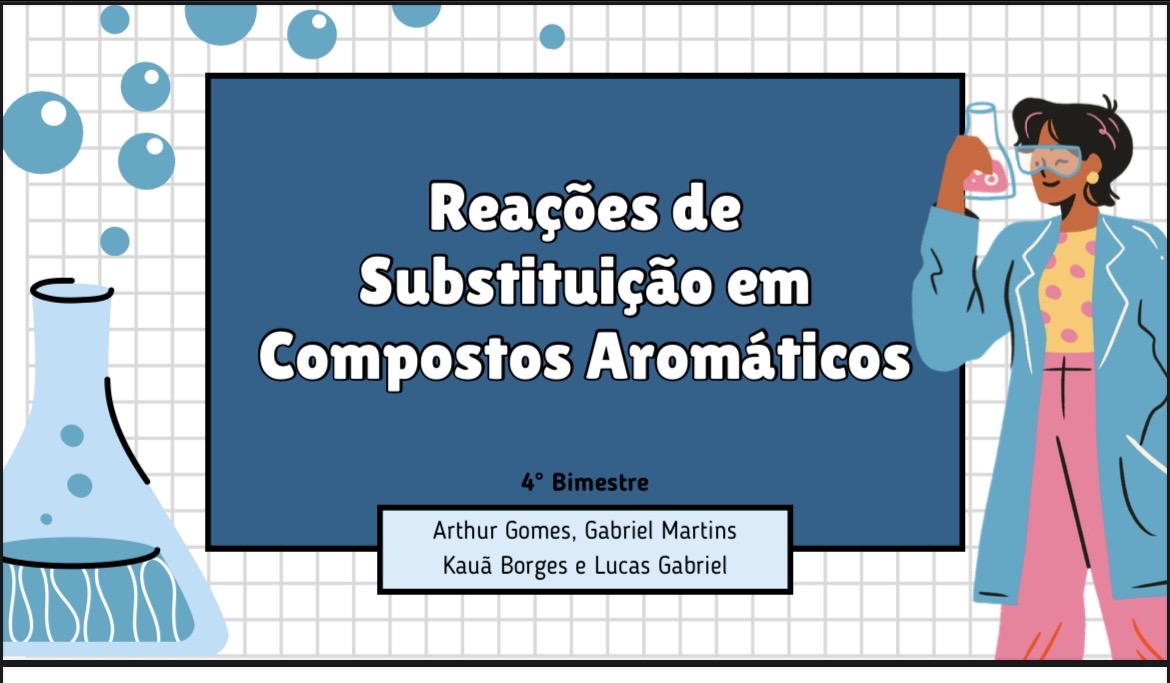 Reações de
Substituição em
Compostos Aromáticos
4° Bimestre
Arthur Gomes, Gabriel Martins
Kauã Borges e Lucas Gabriel